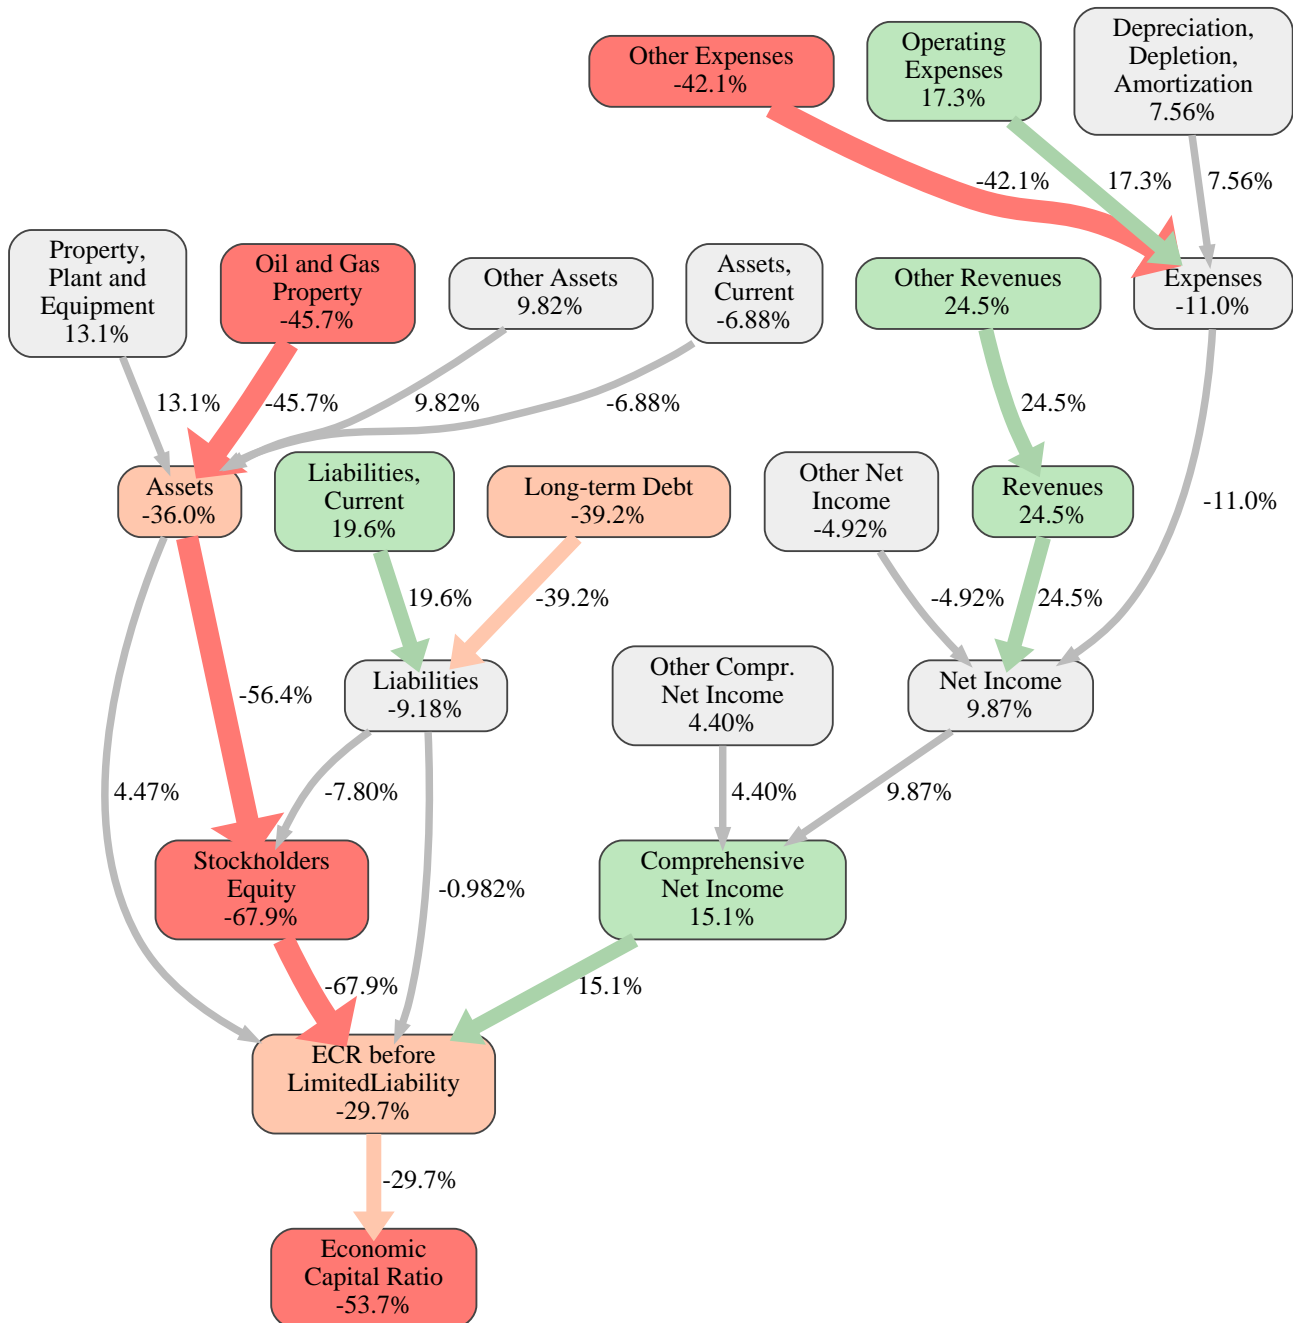 Other Expenses
-42.1%
Operating
Expenses
17.3%
Depreciation,
Depletion,
Amortization
7.56%
-42.1%
17.3%
7.56%
Property,
Plant and
Equipment
13.1%
Oil and Gas
Property
-45.7%
Other Assets
9.82%
Assets,
Current
-6.88%
Other Revenues
24.5%
Expenses
-11.0%
13.1%
-45.7%
9.82%
-6.88%
24.5%
Assets
-36.0%
Liabilities,
Current
19.6%
Long-term Debt
-39.2%
Other Net
Income
-4.92%
Revenues
24.5%
-11.0%
19.6%
-39.2%
-4.92%
24.5%
-56.4%
Liabilities
-9.18%
Other Compr.
Net Income
4.40%
Net Income
9.87%
4.47%
-7.80%
4.40%
9.87%
Stockholders
Equity
-67.9%
-0.982%
Comprehensive
Net Income
15.1%
-67.9%
15.1%
ECR before
LimitedLiability
-29.7%
-29.7%
Economic
Capital Ratio
-53.7%